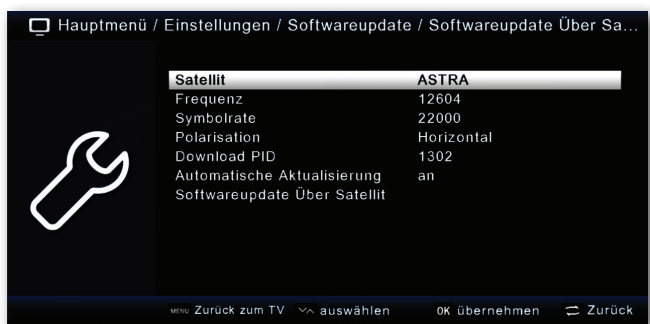 Hauptmenü / Einstellungen / Softwareupdate / Softwareupdate Über Sa...
Satellit ASTRA
Frequenz 12604
Symbolrate 22000
Polarisation Horizontal
Download PID 1302
Automatische Aktualisierung an
Softwareupdate Über Satellit
MENU Zurück zum TV auswählen OK übernehmen Zurück